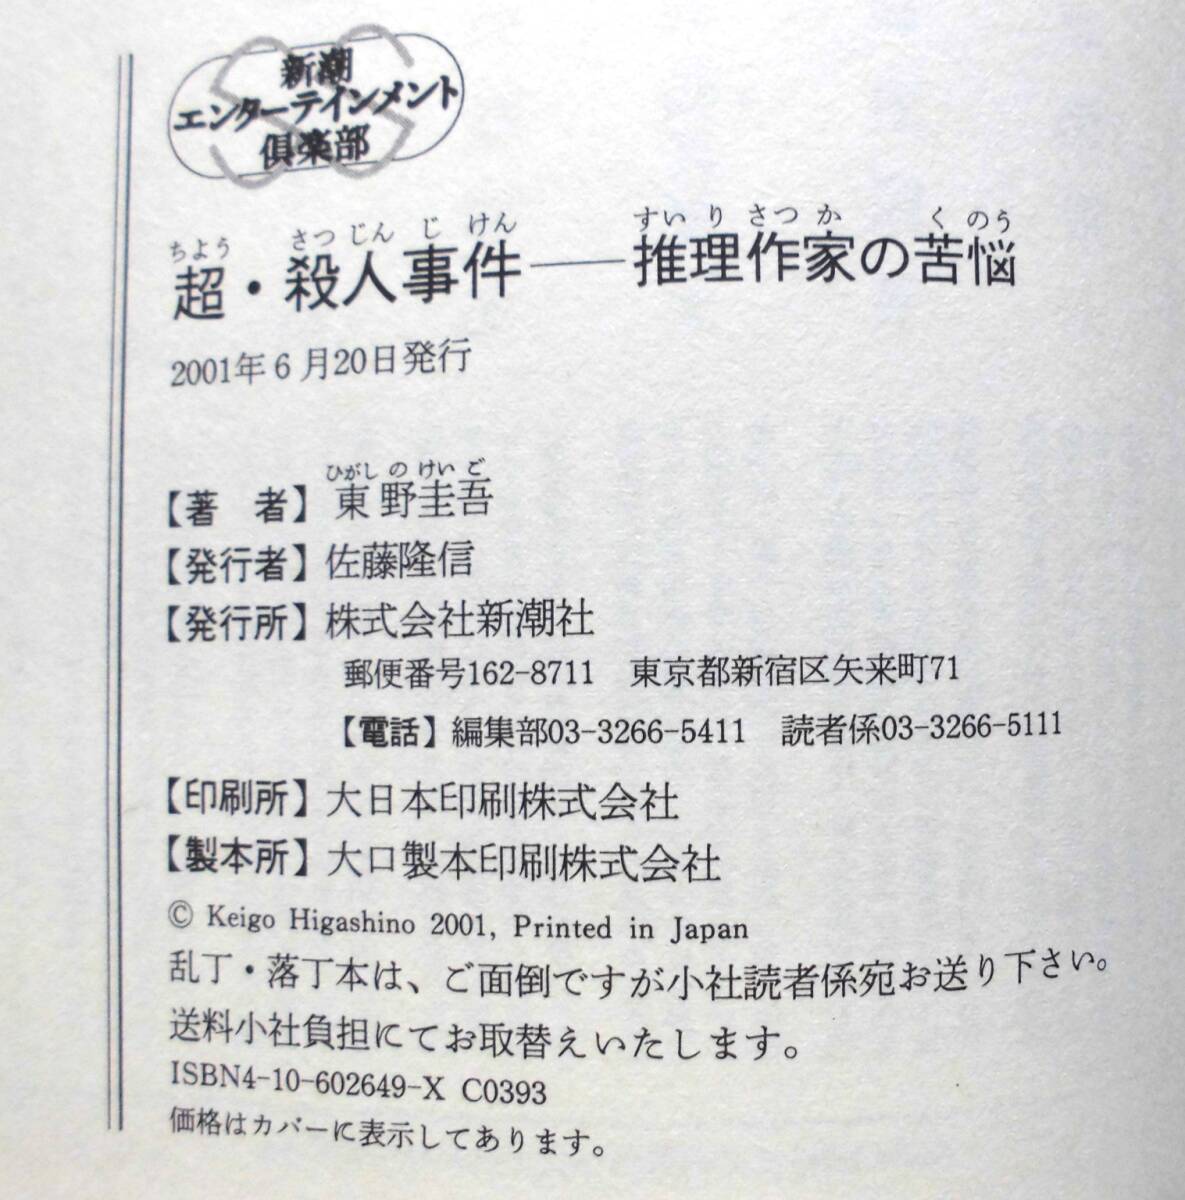 新潮
エンターテインメント
倶楽部
SS
ちよう さつ じん じ けん すい り さつ か く のう
超・殺人事件——推理作家の苦悩
2001年6月20日発行
ひがし の けい ご
【著　者】東野圭吾
【発行者】佐藤隆信
【発行所】株式会社新潮社
郵便番号162-8711　東京都新宿区矢来町71
【電話】編集部03-3266-5411　読者係03-3266-5111
【印刷所】大日本印刷株式会社
【製本所】大口製本印刷株式会社
© Keigo Higashino 2001, Printed in Japan
乱丁・落丁本は、ご面倒ですが小社読者係宛お送り下さい。
送料小社負担にてお取替えいたします。
ISBN4-10-602649-X C0393
価格はカバーに表示してあります。